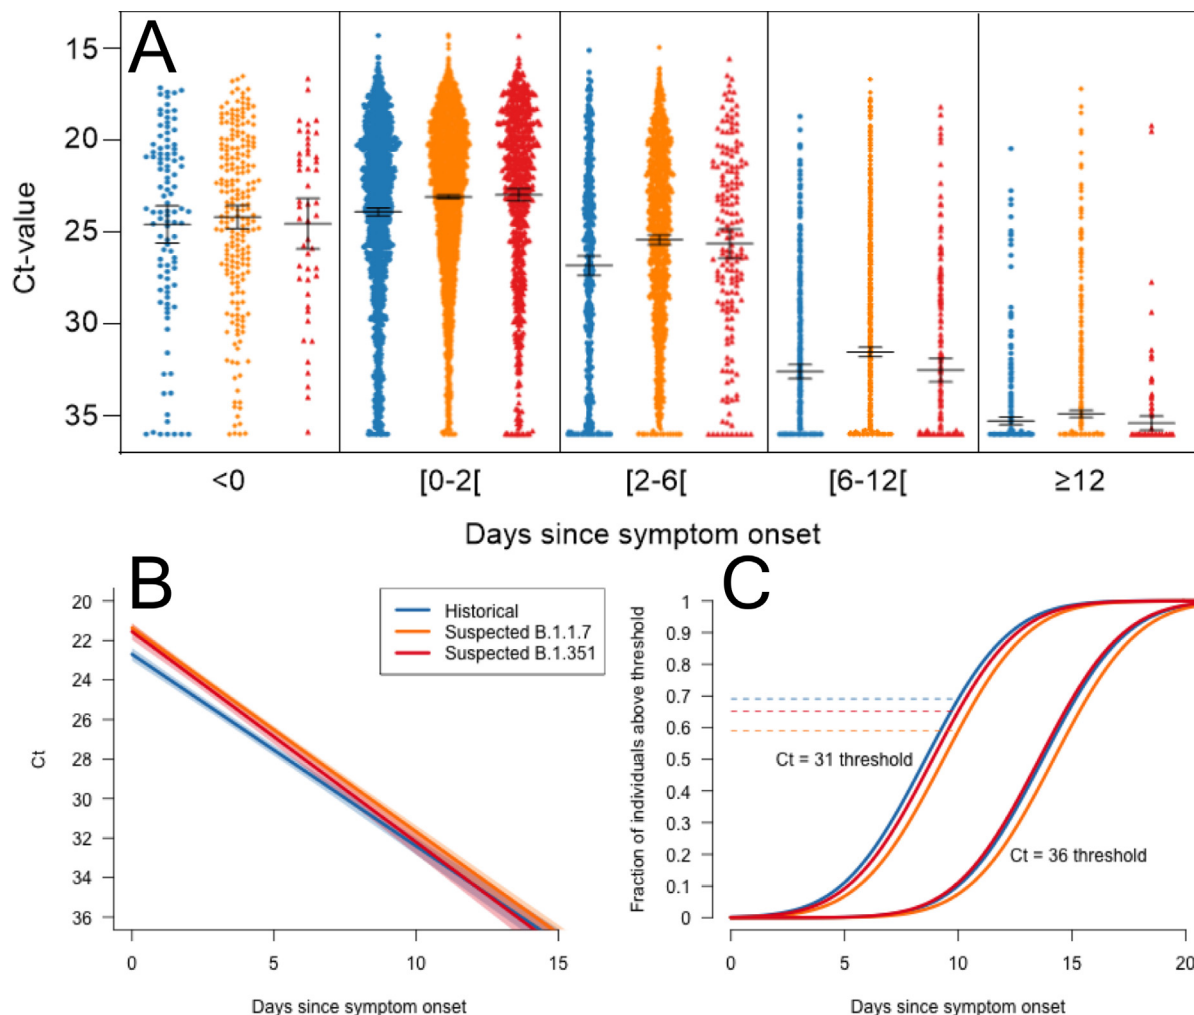 A
15
20
25
30
35
Ct-value
<0
[0-2[
[2-6[
[6-12[
≥12
Days since symptom onset
B
20
22
24
26
28
30
32
34
36
Ct
Historical
Suspected B.1.1.7
Suspected B.1.351
0
5
10
15
Days since symptom onset
C
Fraction of individuals above threshold
1
0.9
0.8
0.7
0.6
0.5
0.4
0.3
0.2
0.1
0
Ct = 31 threshold
Ct = 36 threshold
0
5
10
15
20
Days since symptom onset